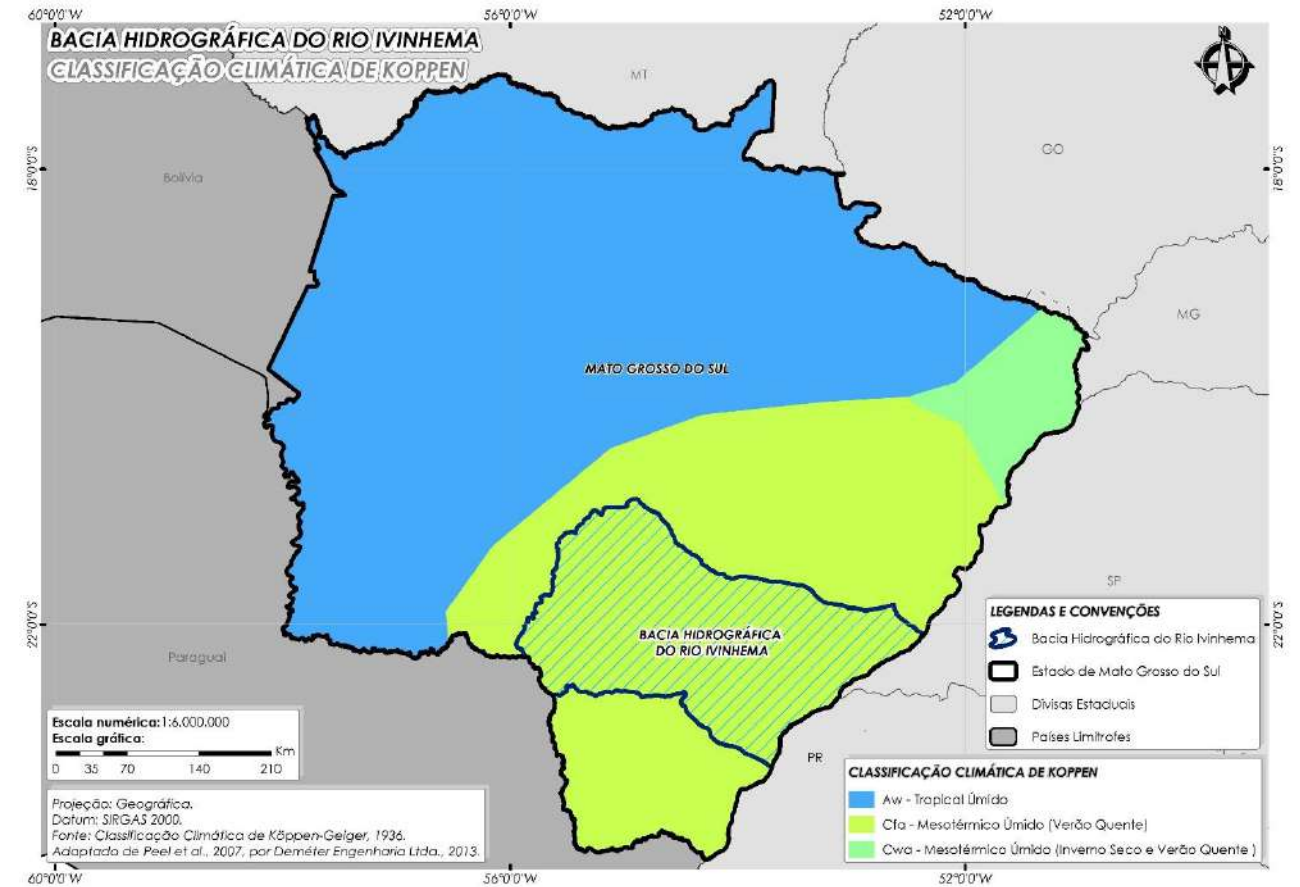 60°0'0"W 56°0'0"W 52°0'0"W
BACIA HIDROGRÁFICA DO RIO IVINHEMA
CLASSIFICAÇÃO CLIMÁTICA DE KOPPEN
MT
GO
18°0'0"S 18°0'0"S
Bolívia
MG
MATO GROSSO DO SUL
SP
22°0'0"S 22°0'0"S
BACIA HIDROGRÁFICA
DO RIO IVINHEMA
Paraguai
PR
LEGENDAS E CONVENÇÕES
Bacia Hidrográfica do Rio Ivinhema
Estado de Mato Grosso do Sul
Divisas Estaduais
Países Limítrofes
Escala numérica: 1:6.000.000
Escala gráfica:
Km
0 35 70 140 210
CLASSIFICAÇÃO CLIMÁTICA DE KOPPEN
Aw - Tropical Úmido
Cfa - Mesotérmico Úmido (Verão Quente)
Cwa - Mesotérmico Úmido (Inverno Seco e Verão Quente )
Projeção: Geográfica.
Datum: SIRGAS 2000.
Fonte: Classificação Climática de Köppen-Geiger, 1936.
Adaptado de Peel et al., 2007, por Deméter Engenharia Ltda., 2013.
60°0'0"W 56°0'0"W 52°0'0"W